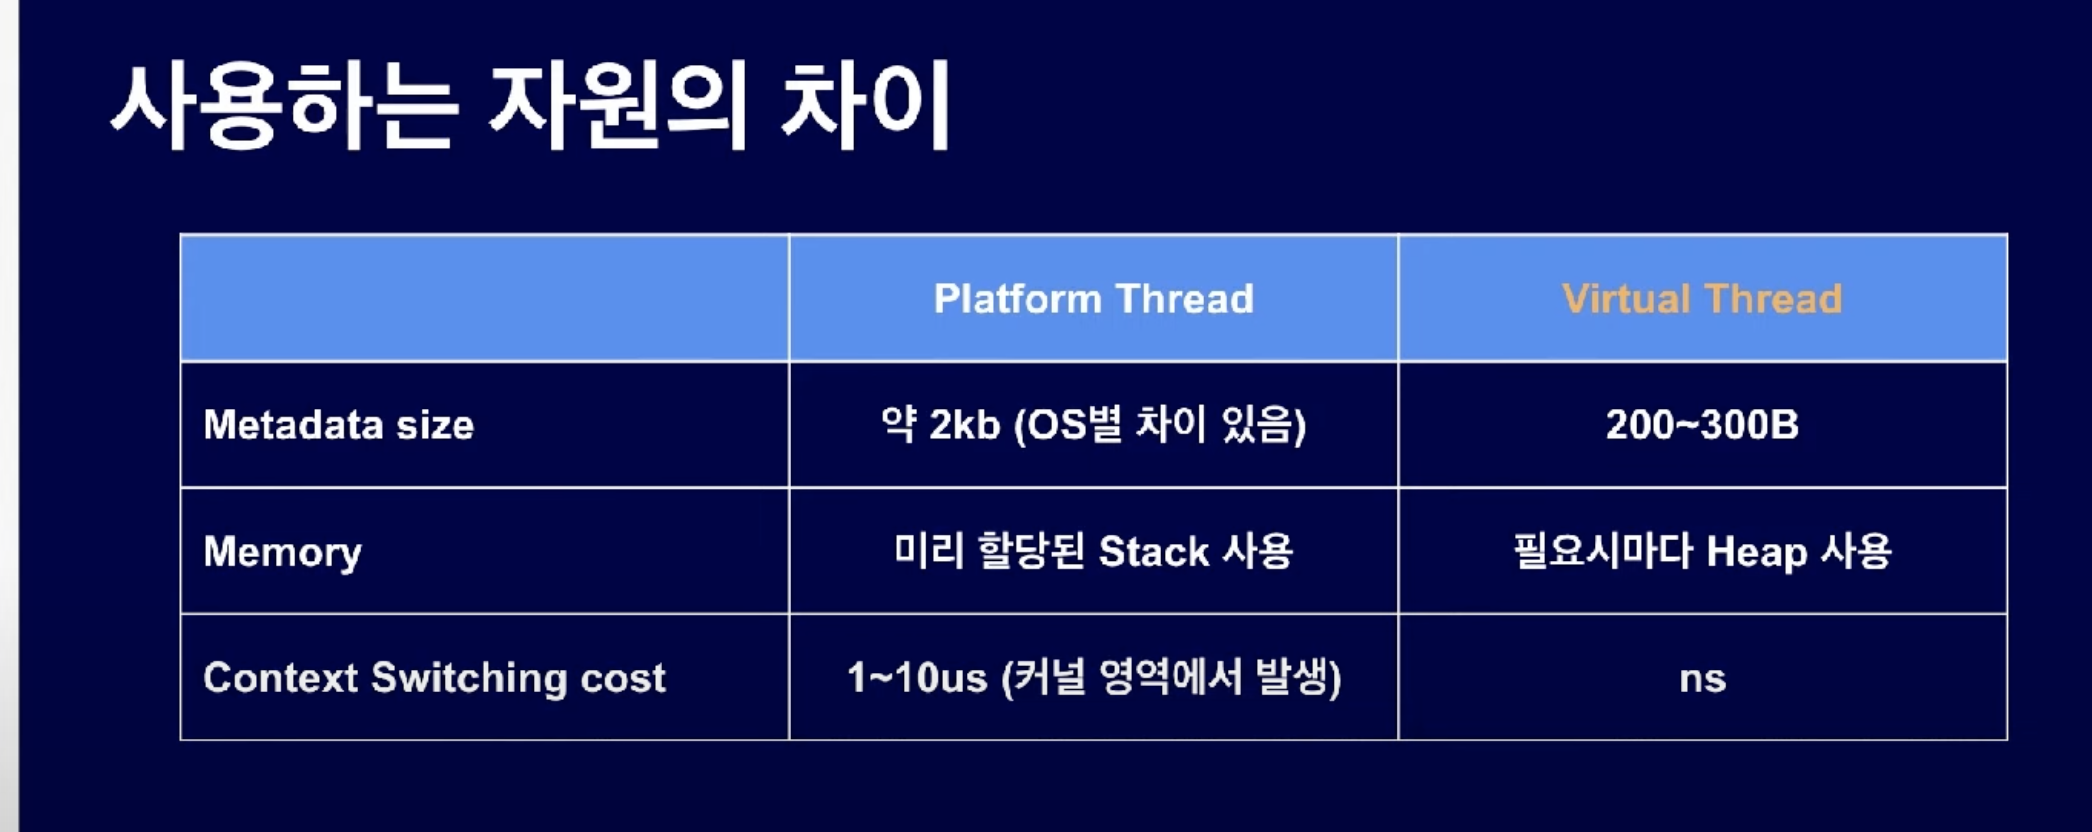 사용하는 자원의 차이
Platform Thread
Virtual Thread
Metadata size
약 2kb (OS별 차이 있음)
200~300B
Memory
미리 할당된 Stack 사용
필요시마다 Heap 사용
Context Switching cost
1~10us (커널 영역에서 발생)
ns